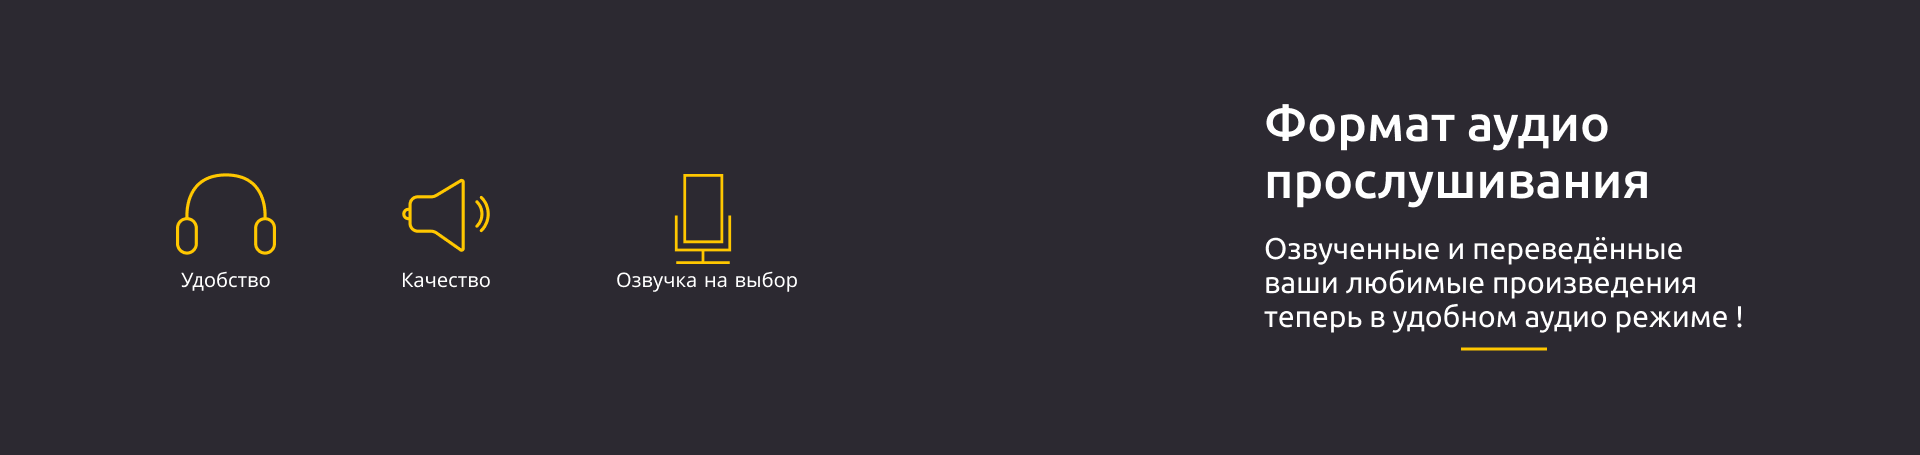 Удобство
Качество
Озвучка на выбор
Формат аудио
прослушивания
Озвученные и переведённые
ваши любимые произведения
теперь в удобном аудио режиме !